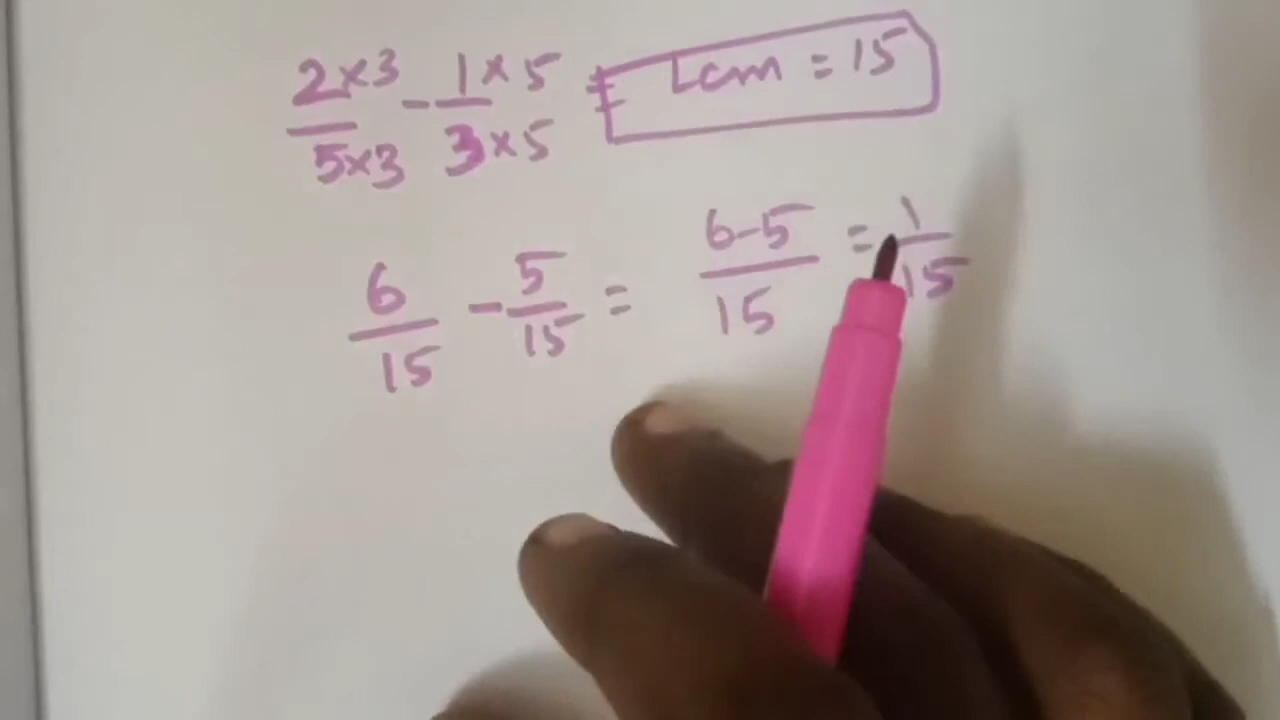 2×3/5×3 - 1×5/3×5 = Lcm = 15
6/15 - 5/15 = 6-5/15 = 1/15